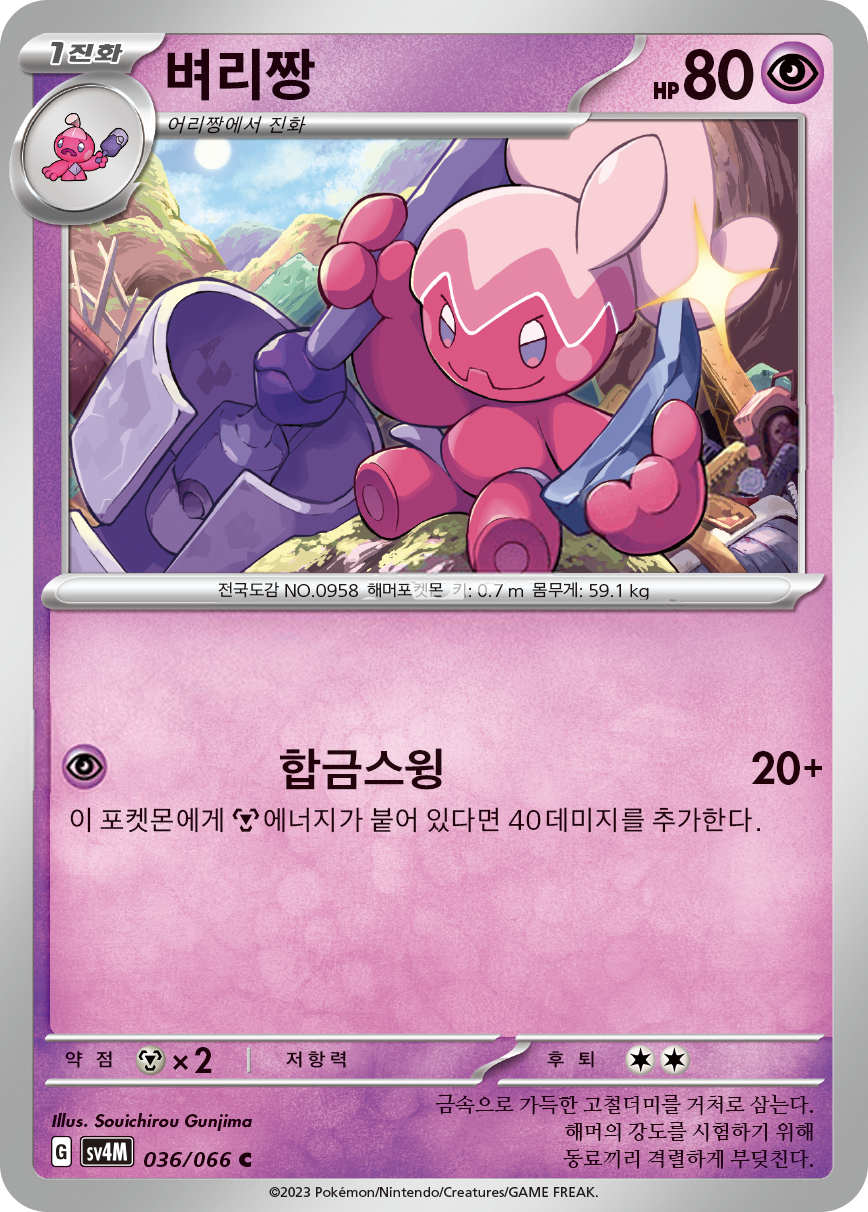 1진화
벼리짱
HP 80
어리짱에서 진화
전국도감 NO.0958 해머포켓몬 키: 0.7 m 몸무게: 59.1 kg
합금스윙 20+
이 포켓몬에게 에너지가 붙어 있다면 40데미지를 추가한다.
약점 ×2 저항력 후퇴
금속으로 가득한 고철더미를 거처로 삼는다.
해머의 강도를 시험하기 위해
동료끼리 격렬하게 부딪친다.
Illus. Souichirou Gunjima
G sv4M 036/066 C
©2023 Pokémon/Nintendo/Creatures/GAME FREAK.